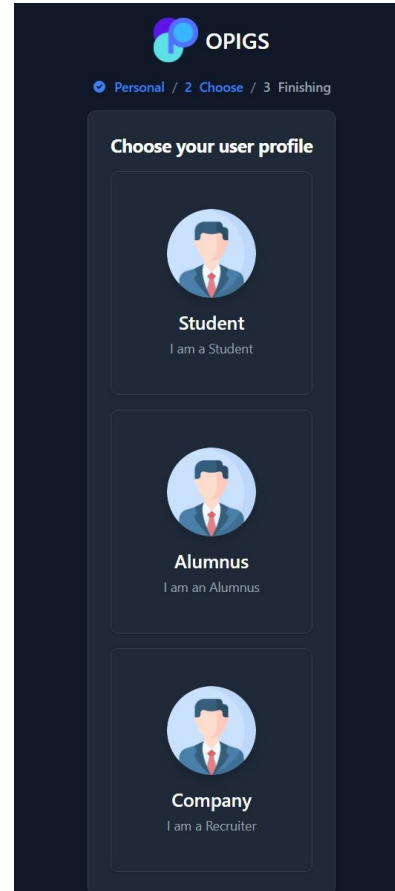 OPIGS
Personal / 2 Choose / 3 Finishing
Choose your user profile
Student
I am a Student
Alumnus
I am an Alumnus
Company
I am a Recruiter